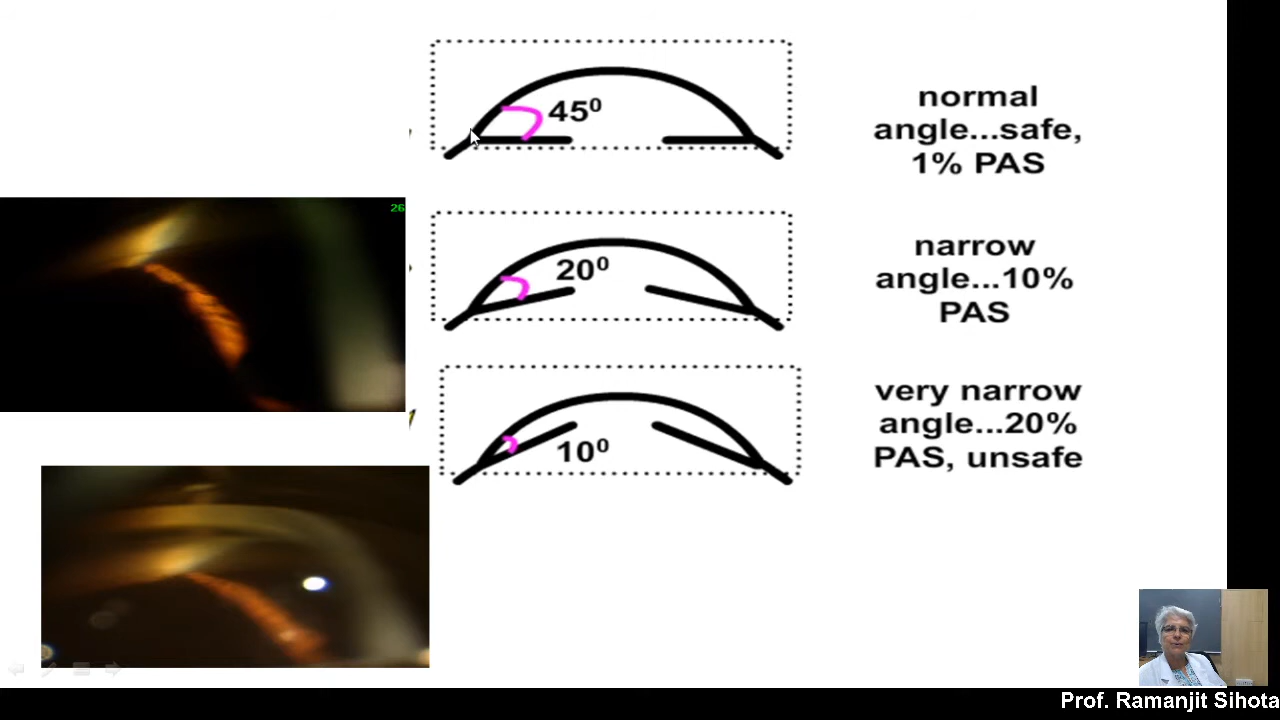 45⁰
normal
angle...safe,
1% PAS
26
20⁰
narrow
angle...10%
PAS
10⁰
very narrow
angle...20%
PAS, unsafe
Prof. Ramanjit Sihota